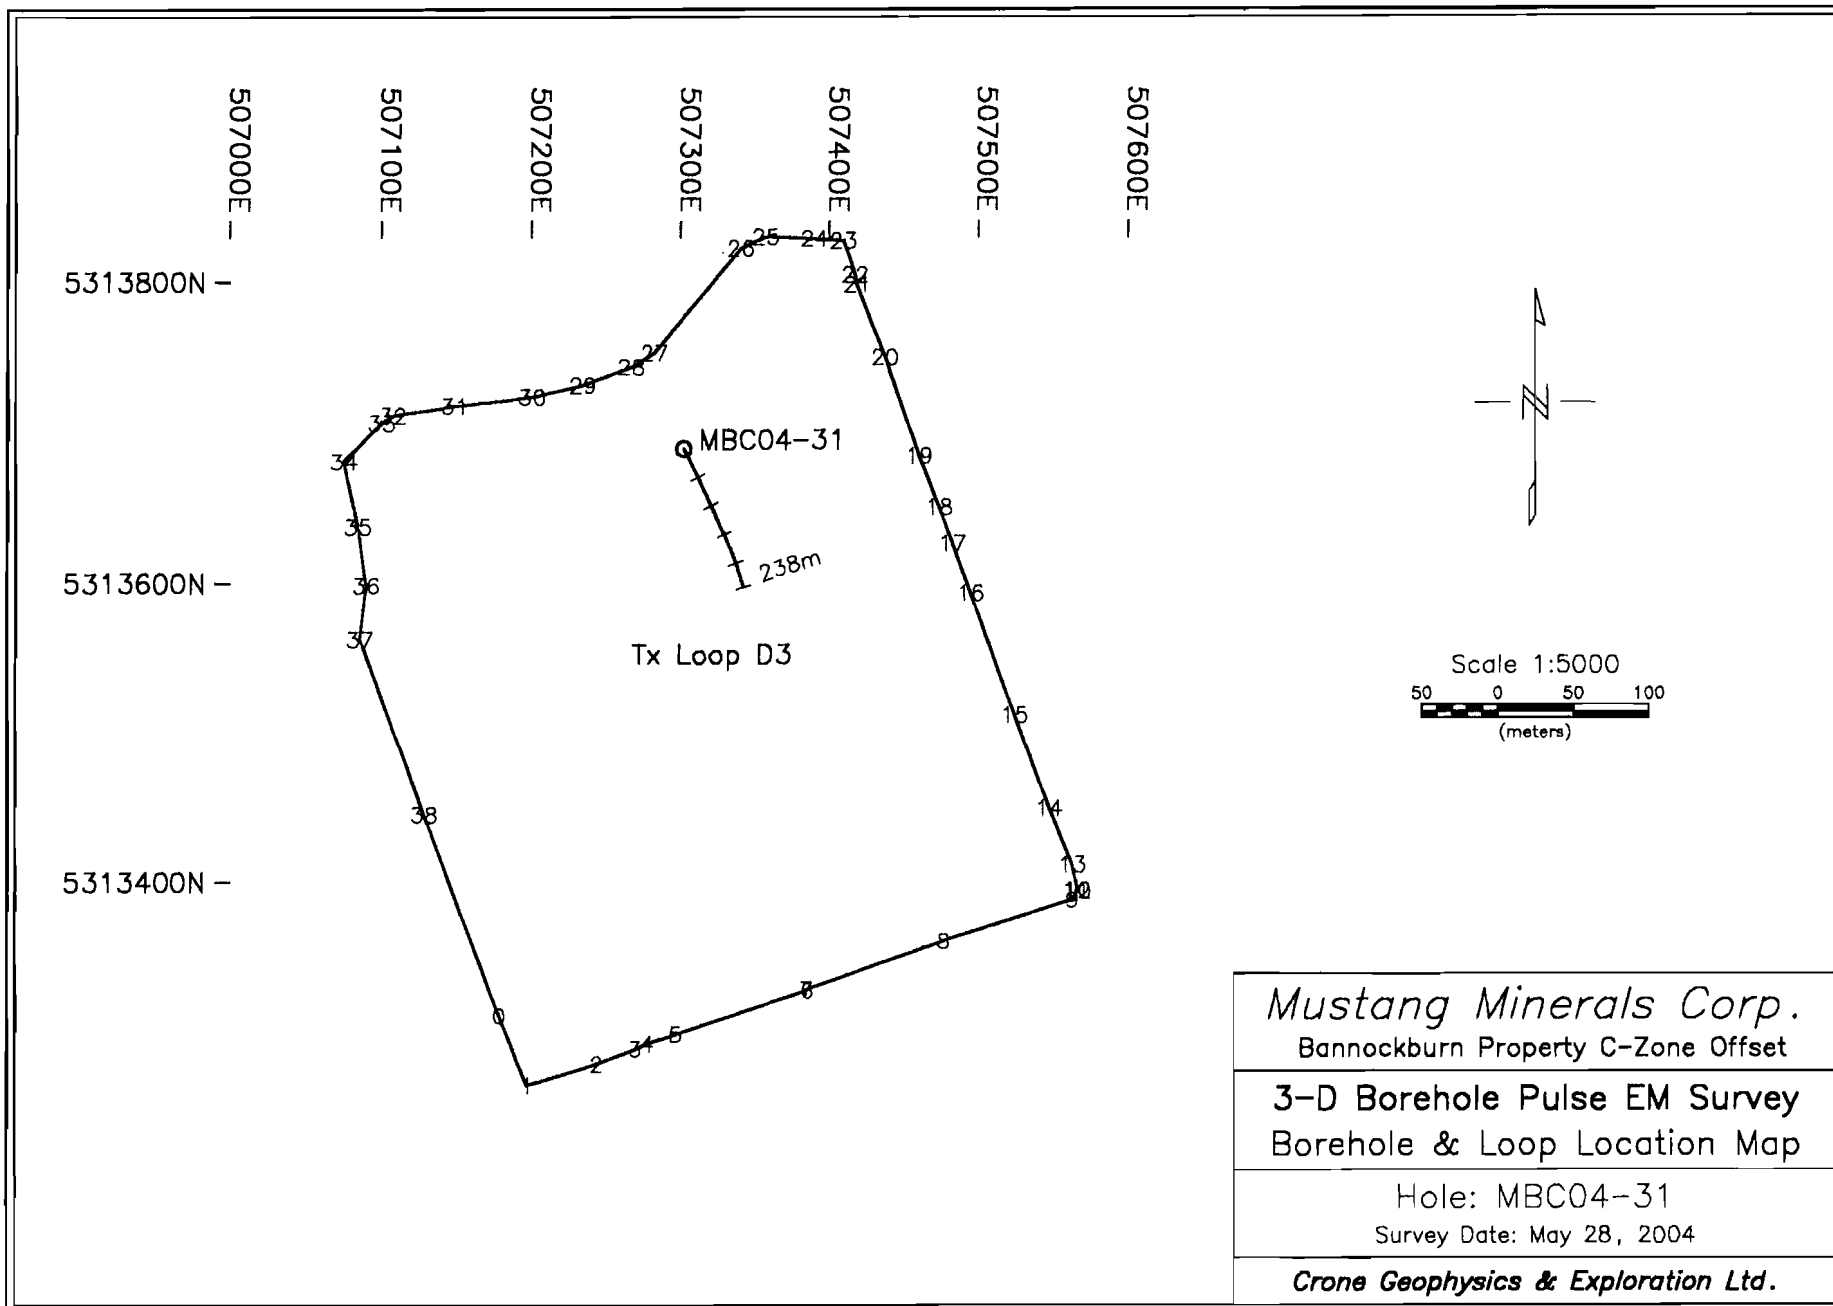 507000E
507100E
507200E
507300E
507400E
507500E
507600E
5313800N
5313600N
5313400N
26
25
24
23
22
21
20
19
18
17
16
15
14
13
9
8
5
4
3
2
1
0
38
37
36
35
34
33
32
31
30
29
28
27
MBC04-31
238m
Tx Loop D3
N
Scale 1:5000
50 0 50 100
(meters)
Mustang Minerals Corp.
Bannockburn Property C-Zone Offset
3-D Borehole Pulse EM Survey
Borehole & Loop Location Map
Hole: MBC04-31
Survey Date: May 28, 2004
Crone Geophysics & Exploration Ltd.